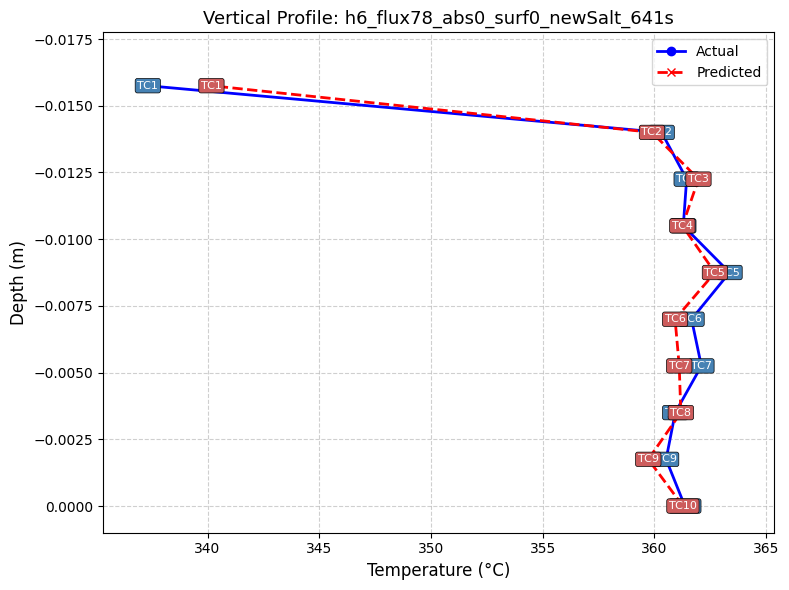 Vertical Profile: h6_flux78_abs0_surf0_newSalt_641s
Actual
Predicted
−0.0175
−0.0150
−0.0125
−0.0100
−0.0075
−0.0050
−0.0025
0.0000
Depth (m)
TC1
TC1
TC2
TC3
TC4
TC5
TC6
TC7
TC7
TC8
TC9
TC10
340
345
350
355
360
365
Temperature (°C)